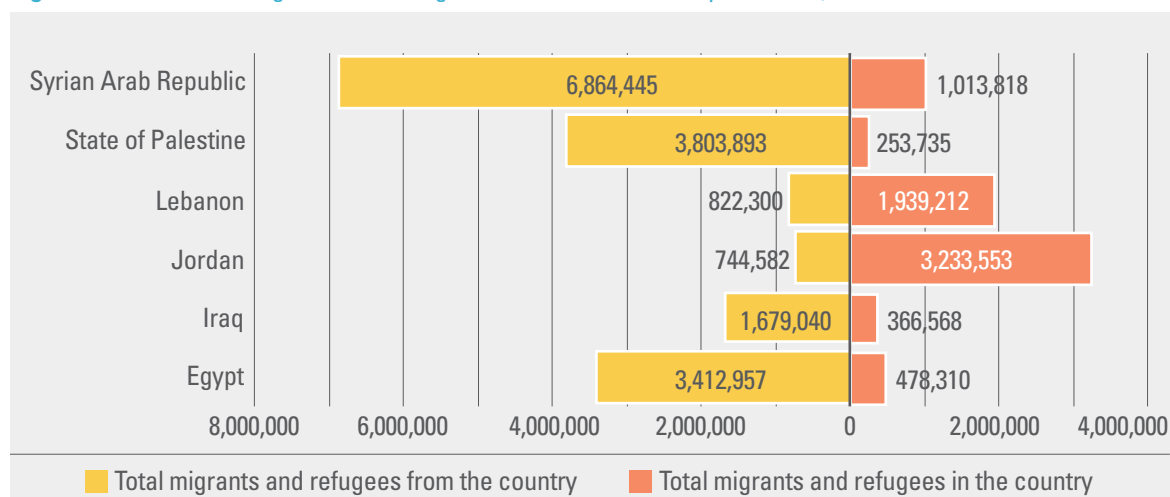 Syrian Arab Republic 6,864,445 1,013,818
State of Palestine 3,803,893 253,735
Lebanon 822,300 1,939,212
Jordan 744,582 3,233,553
Iraq 1,679,040 366,568
Egypt 3,412,957 478,310
8,000,000 6,000,000 4,000,000 2,000,000 0 2,000,000 4,000,000
Total migrants and refugees from the country Total migrants and refugees in the country